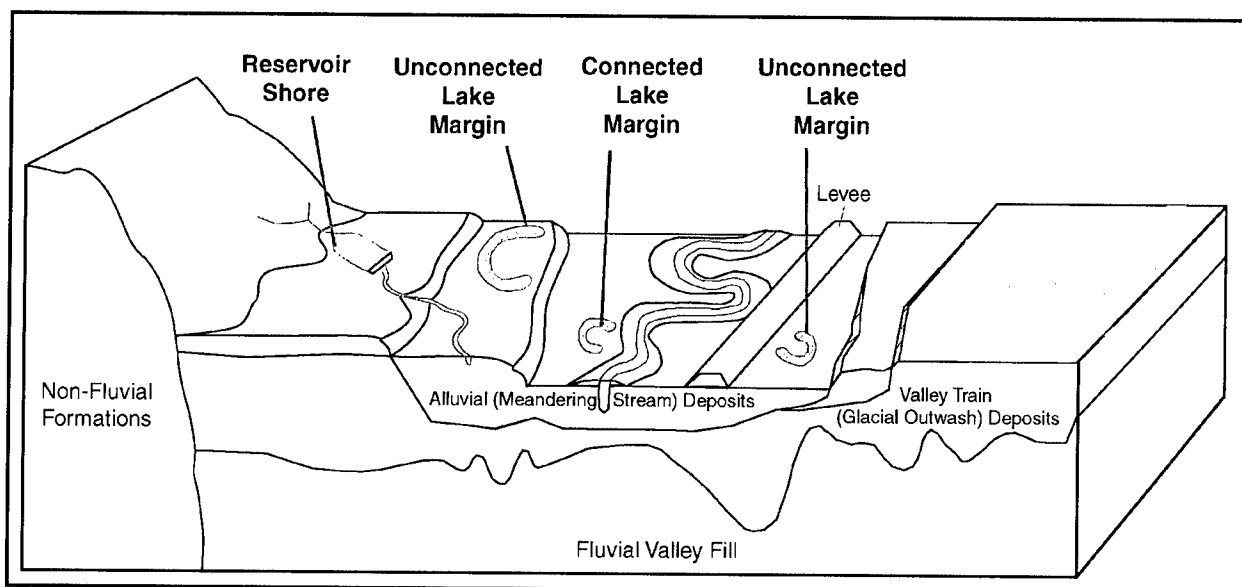 Reservoir
Shore
Unconnected
Lake
Margin
Connected
Lake
Margin
Unconnected
Lake
Margin
Levee
Non-Fluvial
Formations
Alluvial (Meandering Stream) Deposits
Valley Train
(Glacial Outwash) Deposits
Fluvial Valley Fill